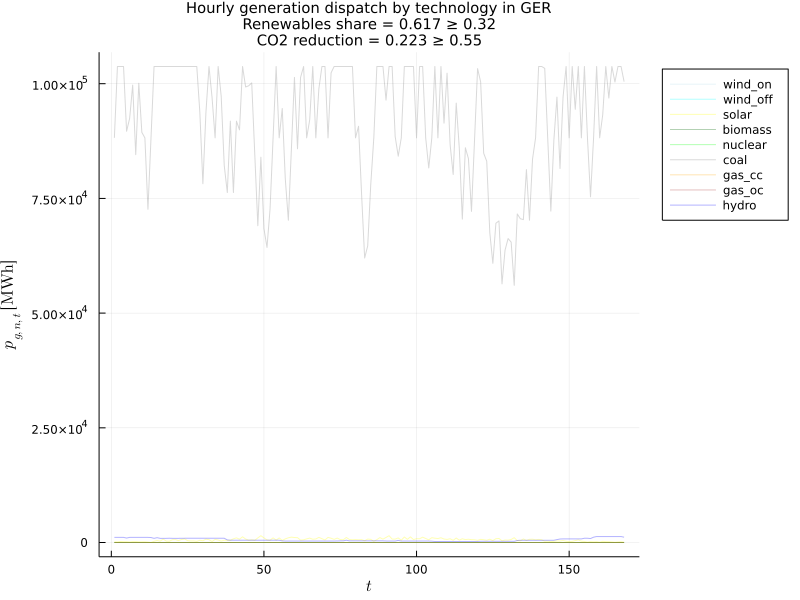 Hourly generation dispatch by technology in GER
Renewables share = 0.617 ≥ 0.32
CO2 reduction = 0.223 ≥ 0.55
1.00×10⁵
7.50×10⁴
5.00×10⁴
2.50×10⁴
0
p g, n, t [MWh]
0 50 100 150
t
wind_on
wind_off
solar
biomass
nuclear
coal
gas_cc
gas_oc
hydro